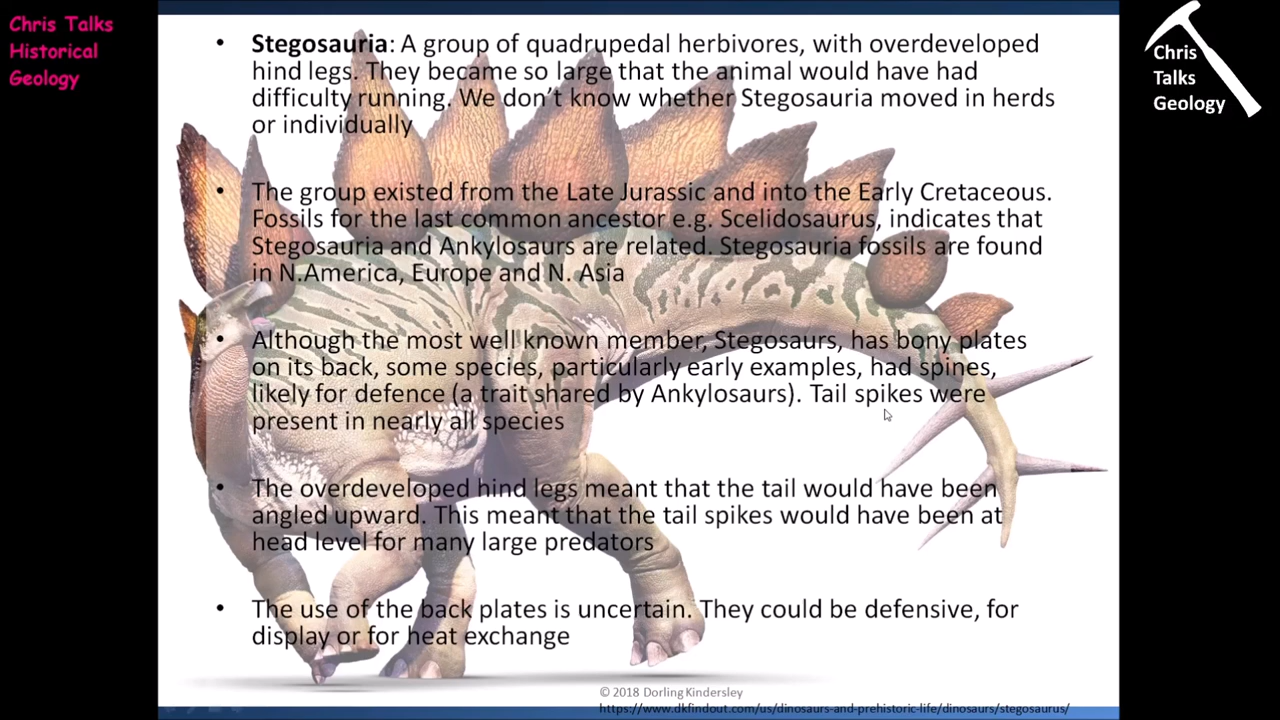 Chris Talks
Historical
Geology
Chris
Talks
Geology
• Stegosauria: A group of quadrupedal herbivores, with overdeveloped
hind legs. They became so large that the animal would have had
difficulty running. We don't know whether Stegosauria moved in herds
or individually
• The group existed from the Late Jurassic and into the Early Cretaceous.
Fossils for the last common ancestor e.g. Scelidosaurus, indicates that
Stegosauria and Ankylosaurs are related. Stegosauria fossils are found
in N.America, Europe and N. Asia
• Although the most well known member, Stegosaurs, has bony plates
on its back, some species, particularly early examples, had spines,
likely for defence (a trait shared by Ankylosaurs). Tail spikes were
present in nearly all species
• The overdeveloped hind legs meant that the tail would have been
angled upward. This meant that the tail spikes would have been at
head level for many large predators
• The use of the back plates is uncertain. They could be defensive, for
display or for heat exchange
© 2018 Dorling Kindersley
https://www.dkfindout.com/us/dinosaurs-and-prehistoric-life/dinosaurs/stegosaurus/